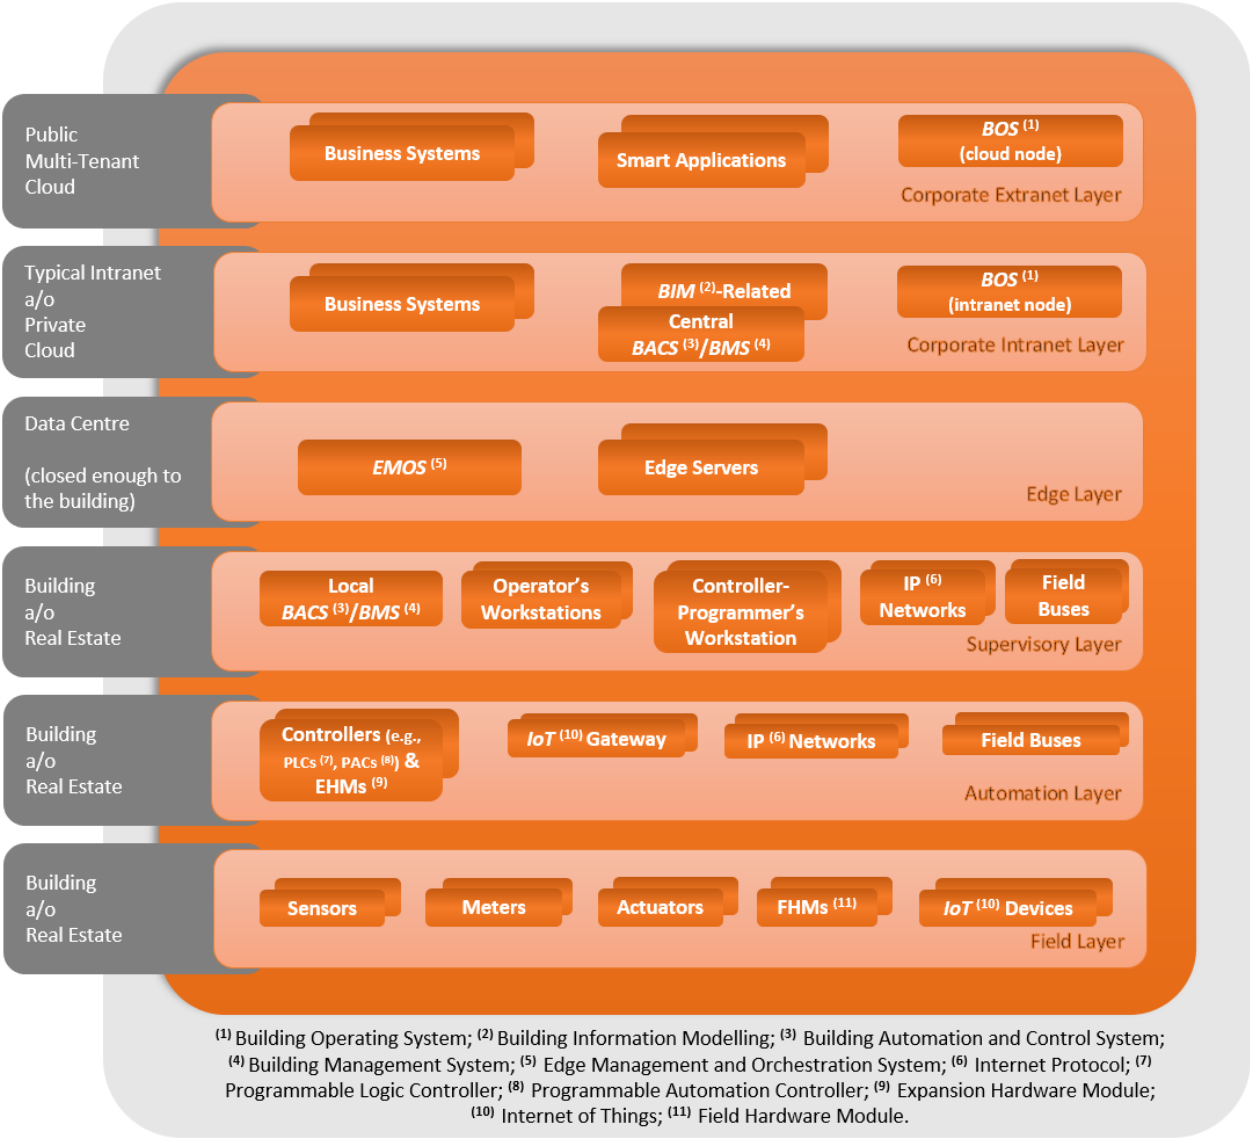 Public
Multi-Tenant
Cloud
Business Systems
Smart Applications
BOS (1)
(cloud node)
Corporate Extranet Layer
Typical Intranet
a/o
Private
Cloud
Business Systems
BIM (2)-Related
Central
BACS (3)/BMS (4)
BOS (1)
(intranet node)
Corporate Intranet Layer
Data Centre
(closed enough to
the building)
EMOS (5)
Edge Servers
Edge Layer
Building
a/o
Real Estate
Local
BACS (3)/BMS (4)
Operator's
Workstations
Controller-
Programmer's
Workstation
IP (6)
Networks
Field
Buses
Supervisory Layer
Building
a/o
Real Estate
Controllers (e.g.,
PLCs (7), PACs (8)) &
EHMs (9)
IoT (10) Gateway
IP (6) Networks
Field Buses
Automation Layer
Building
a/o
Real Estate
Sensors
Meters
Actuators
FHMs (11)
IoT (10) Devices
Field Layer
(1) Building Operating System; (2) Building Information Modelling; (3) Building Automation and Control System;
(4) Building Management System; (5) Edge Management and Orchestration System; (6) Internet Protocol; (7)
Programmable Logic Controller; (8) Programmable Automation Controller; (9) Expansion Hardware Module;
(10) Internet of Things; (11) Field Hardware Module.